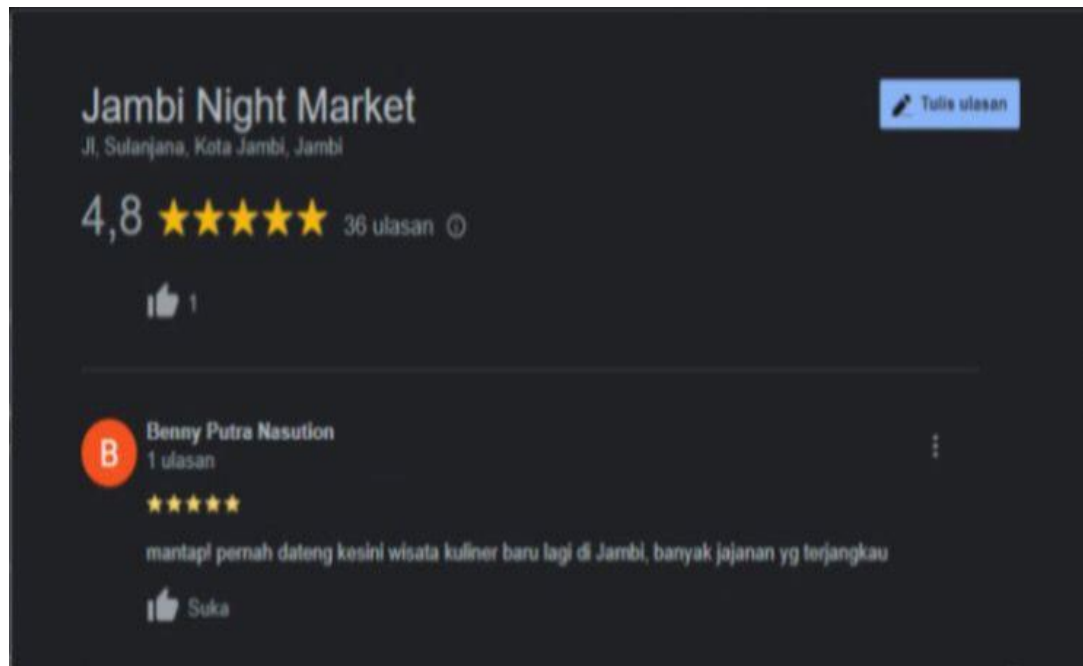 Jambi Night Market
Tulis ulasan
Jl, Sulanjana, Kota Jambi, Jambi
4,8
36 ulasan
1
B
Benny Putra Nasution
1 ulasan
mantap! pernah dateng kesini wisata kuliner baru lagi di Jambi, banyak jajanan yg terjangkau
Suka